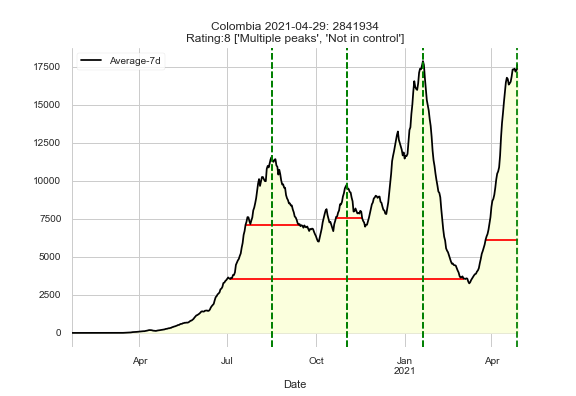 Colombia 2021-04-29: 2841934
Rating:8 ['Multiple peaks', 'Not in control']
Average-7d
17500
15000
12500
10000
7500
5000
2500
0
Apr
Jul
Oct
Jan
2021
Apr
Date